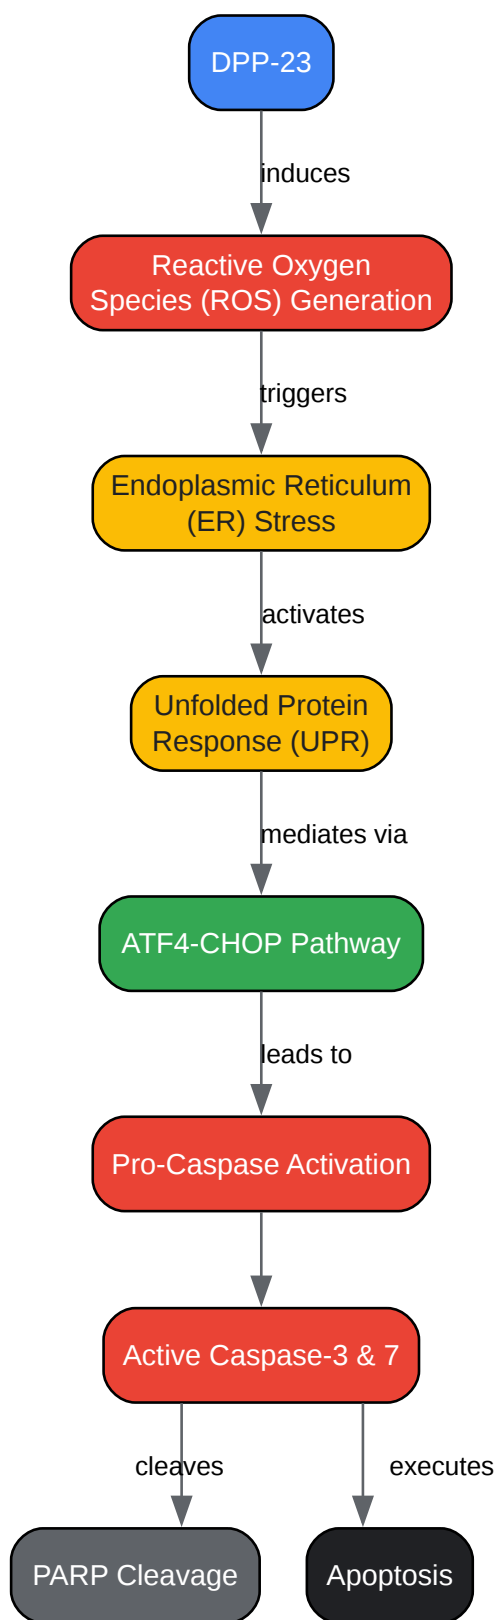 DPP-23
induces
Reactive Oxygen
Species (ROS) Generation
triggers
Endoplasmic Reticulum
(ER) Stress
activates
Unfolded Protein
Response (UPR)
mediates via
ATF4-CHOP Pathway
leads to
Pro-Caspase Activation
Active Caspase-3 & 7
cleaves
executes
PARP Cleavage
Apoptosis